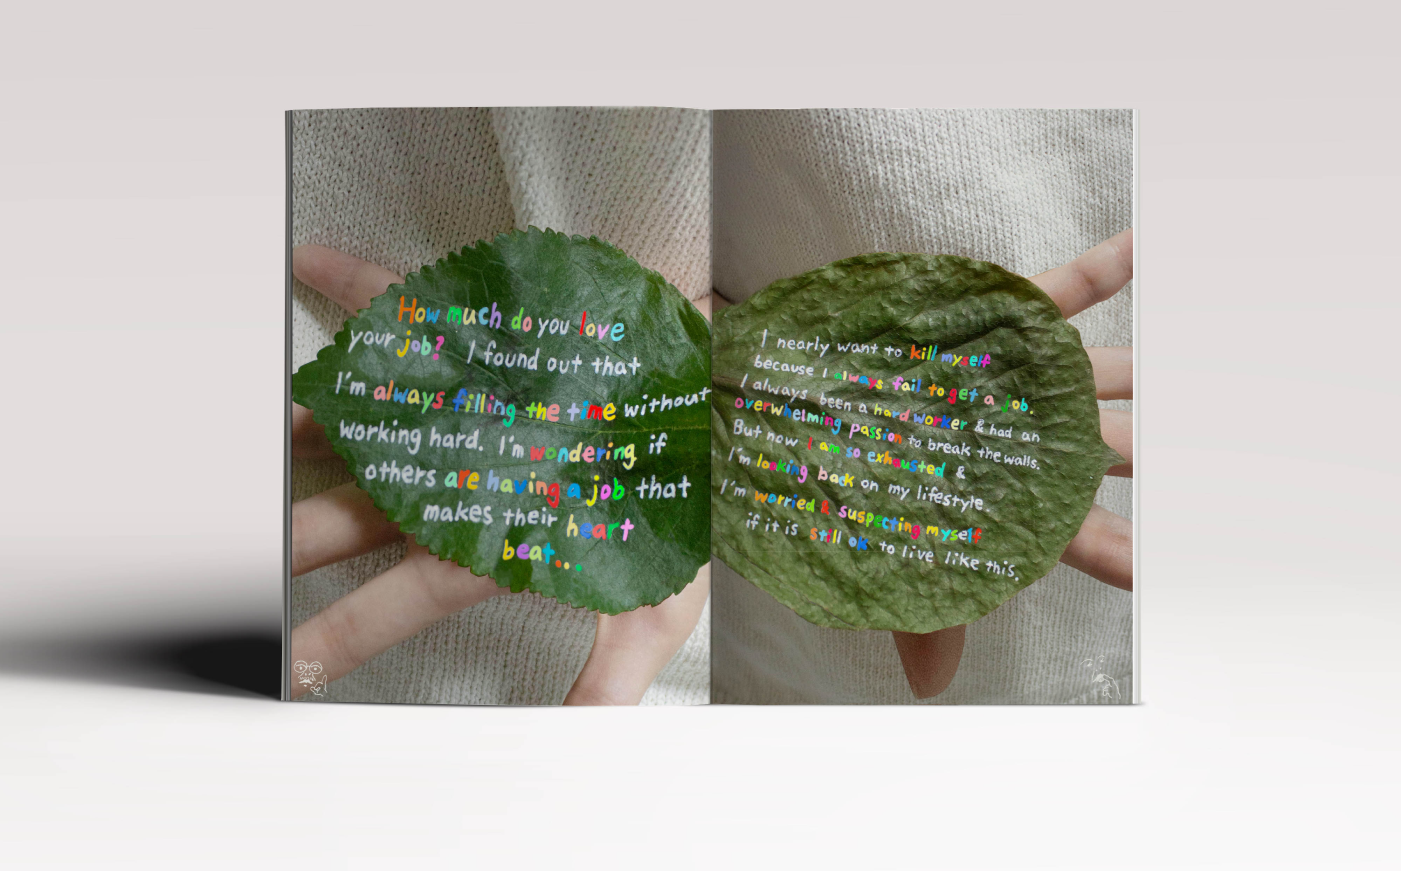 How much do you love
your job? I found out that
I'm always filling the time without
working hard. I'm wondering if
others are having a job that
makes their heart
beat...
I nearly want to kill myself
because I always fail to get a job.
I always been a hard worker & had an
overwhelming passion to break the walls.
But now I am so exhausted &
I'm looking back on my lifestyle.
I'm worried & suspecting myself
if it is still ok to live like this.